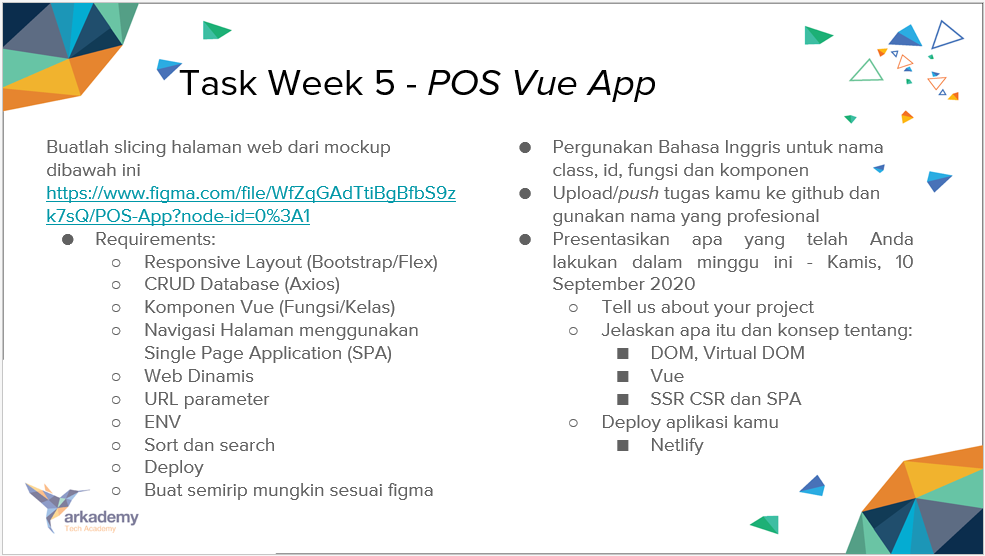 Task Week 5 - POS Vue App
Buatlah slicing halaman web dari mockup
dibawah ini
https://www.figma.com/file/WfZqGAdTtiBgBfbS9z
k7sQ/POS-App?node-id=0%3A1
● Requirements:
○ Responsive Layout (Bootstrap/Flex)
○ CRUD Database (Axios)
○ Komponen Vue (Fungsi/Kelas)
○ Navigasi Halaman menggunakan
Single Page Application (SPA)
○ Web Dinamis
○ URL parameter
○ ENV
○ Sort dan search
○ Deploy
○ Buat semirip mungkin sesuai figma
● Pergunakan Bahasa Inggris untuk nama
class, id, fungsi dan komponen
● Upload/push tugas kamu ke github dan
gunakan nama yang profesional
● Presentasikan apa yang telah Anda
lakukan dalam minggu ini - Kamis, 10
September 2020
○ Tell us about your project
○ Jelaskan apa itu dan konsep tentang:
■ DOM, Virtual DOM
■ Vue
■ SSR CSR dan SPA
○ Deploy aplikasi kamu
■ Netlify
arkademy
Tech Academy